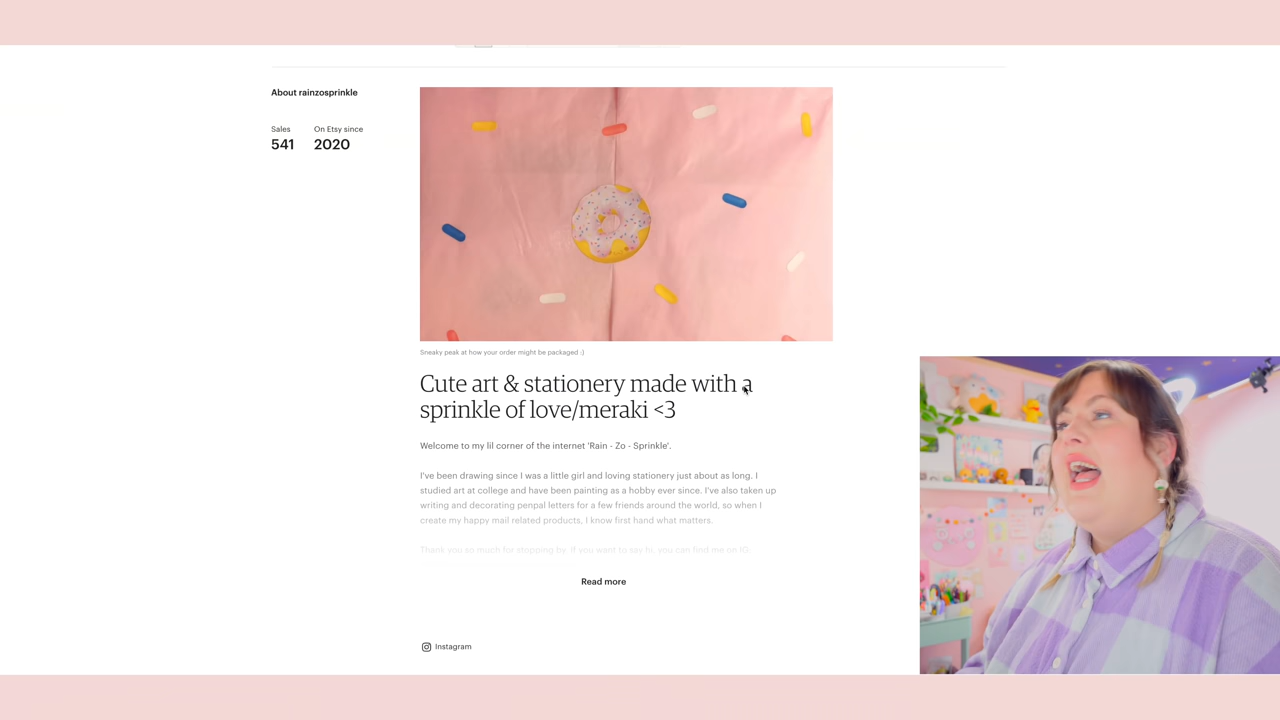 About rainzosprinkle
Sales
On Etsy since
541
2020
Sneaky peak at how your order might be packaged :)
Cute art & stationery made with a
sprinkle of love/meraki <3
Welcome to my lil corner of the internet 'Rain - Zo - Sprinkle'.
I've been drawing since I was a little girl and loving stationery just about as long. I
studied art at college and have been painting as a hobby ever since. I've also taken up
writing and decorating penpal letters for a few friends around the world, so when I
create my happy mail related products, I know first hand what matters.
Thank you so much for stopping by. If you want to say hi, you can find me on IG:
Read more
Instagram